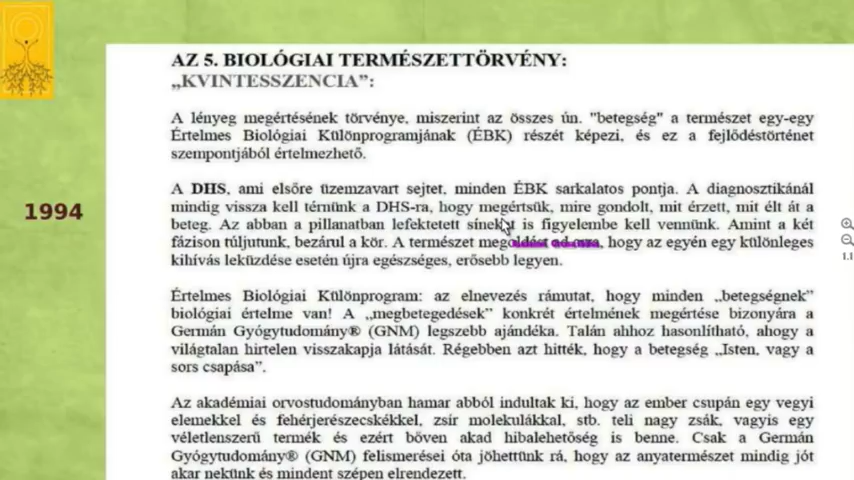 AZ 5. BIOLÓGIAI TERMÉSZETTÖRVÉNY:
„KVINTESSZENCIA”:
A lényeg megértésének törvénye, miszerint az összes ún. "betegség" a természet egy-egy
Értelmes Biológiai Különprogramjának (ÉBK) részét képezi, és ez a fejlődéstörténet
szempontjából értelmezhető.
A DHS, ami elsőre üzemzavart sejtet, minden ÉBK sarkalatos pontja. A diagnosztikánál
mindig vissza kell térnünk a DHS-ra, hogy megértsük, mire gondolt, mit érzett, mit élt át a
beteg. Az abban a pillanatban lefektetett síneket is figyelembe kell vennünk. Amint a két
fázison túljutunk, bezárul a kör. A természet megoldást ad arra, hogy az egyén egy különleges
kihívás leküzdése esetén újra egészséges, erősebb legyen.
1994
Értelmes Biológiai Különprogram: az elnevezés rámutat, hogy minden „betegségnek”
biológiai értelme van! A „megbetegedések” konkrét értelmének megértése bizonyára a
Germán Gyógytudomány® (GNM) legszebb ajándéka. Talán ahhoz hasonlítható, ahogy a
világtalan hirtelen visszakapja látását. Régebben azt hitték, hogy a betegség „Isten, vagy a
sors csapása”.
Az akadémiai orvostudományban hamar abból indultak ki, hogy az ember csupán egy vegyi
elemekkel és fehérjerészecskékkel, zsír molekulákkal, stb. teli nagy zsák, vagyis egy
véletlenszerű termék és ezért bőven akad hibalehetőség is benne. Csak a Germán
Gyógytudomány® (GNM) felismerései óta jöhettünk rá, hogy az anyatermészet mindig jót
akar nekünk és mindent szépen elrendezett.
1.1